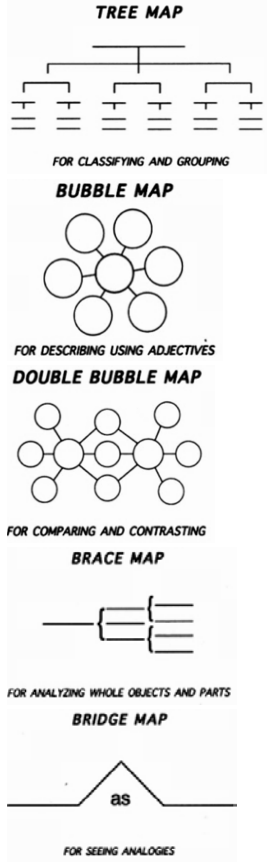 TREE MAP
FOR CLASSIFYING AND GROUPING
BUBBLE MAP
FOR DESCRIBING USING ADJECTIVES
DOUBLE BUBBLE MAP
FOR COMPARING AND CONTRASTING
BRACE MAP
FOR ANALYZING WHOLE OBJECTS AND PARTS
BRIDGE MAP
as
FOR SEEING ANALOGIES